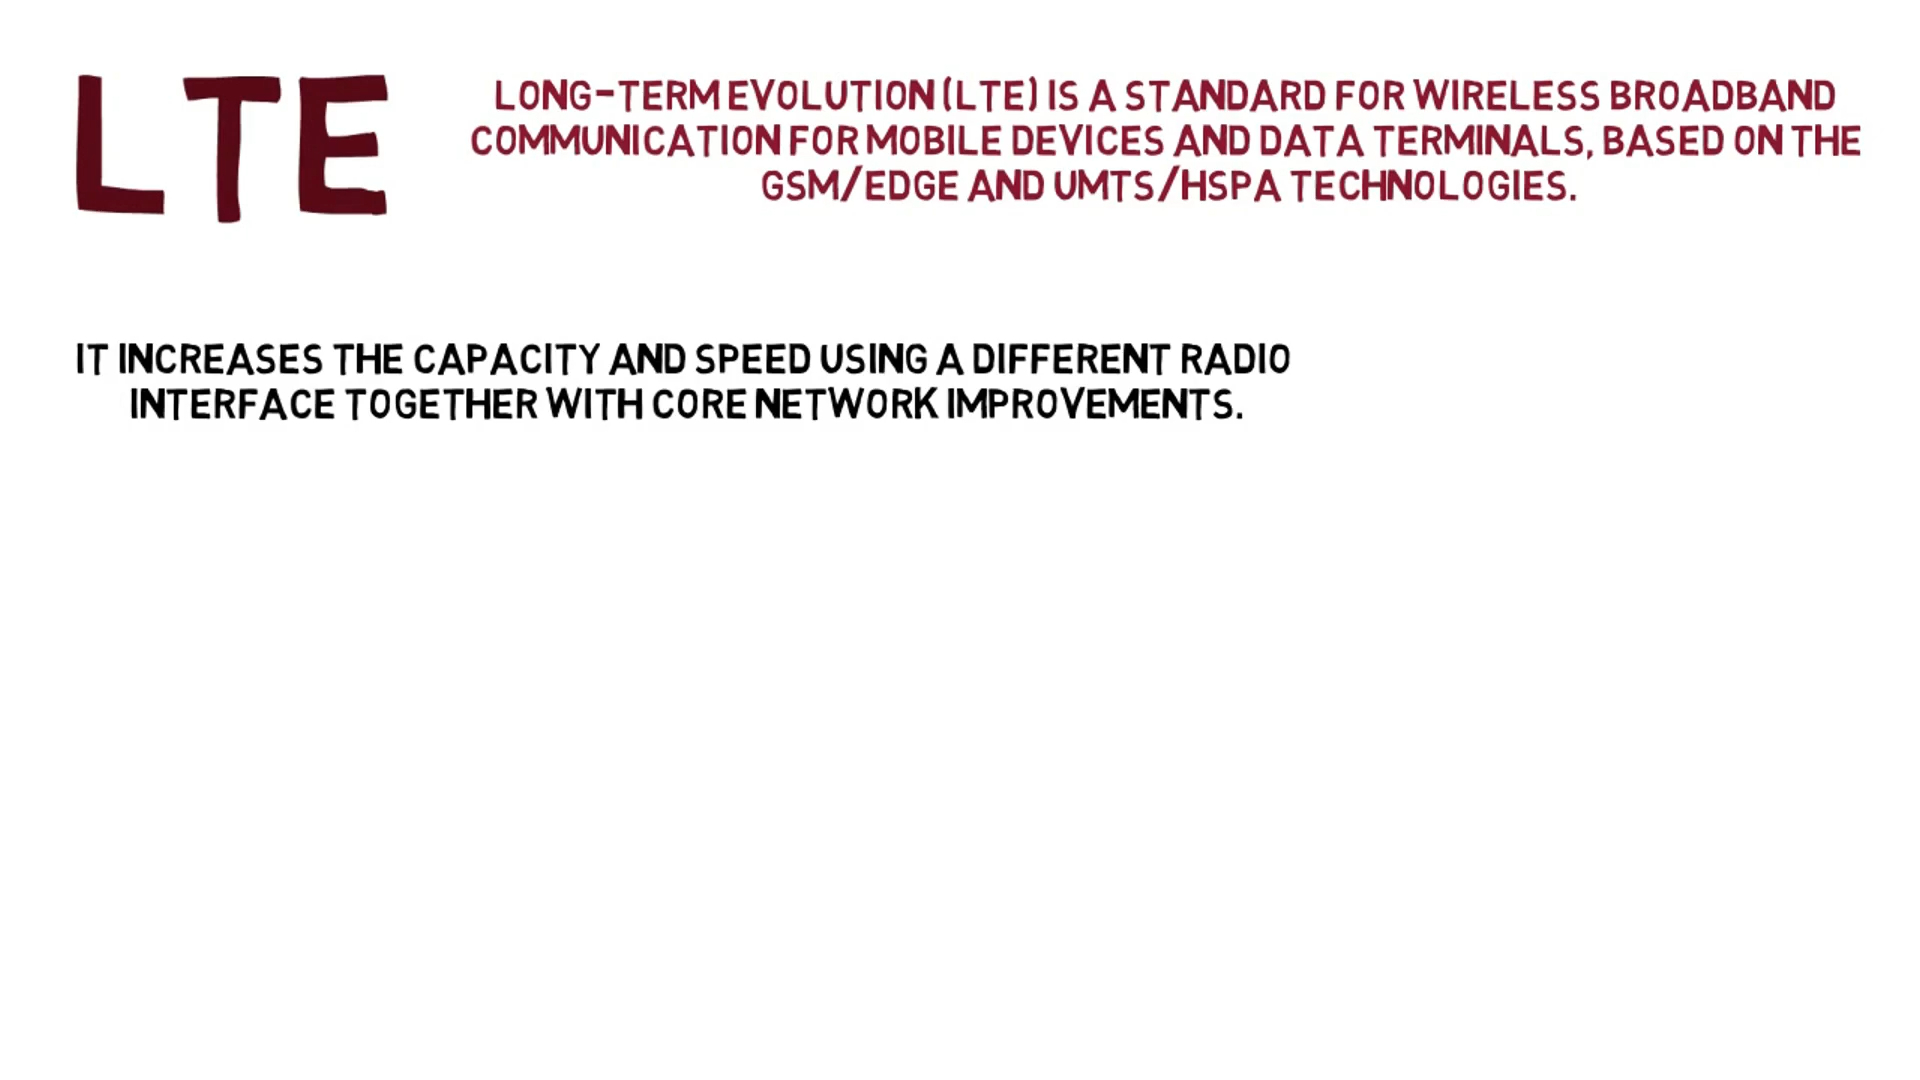 LTE
LONG-TERM EVOLUTION (LTE) IS A STANDARD FOR WIRELESS BROADBAND
COMMUNICATION FOR MOBILE DEVICES AND DATA TERMINALS, BASED ON THE
GSM/EDGE AND UMTS/HSPA TECHNOLOGIES.
IT INCREASES THE CAPACITY AND SPEED USING A DIFFERENT RADIO
INTERFACE TOGETHER WITH CORE NETWORK IMPROVEMENTS.